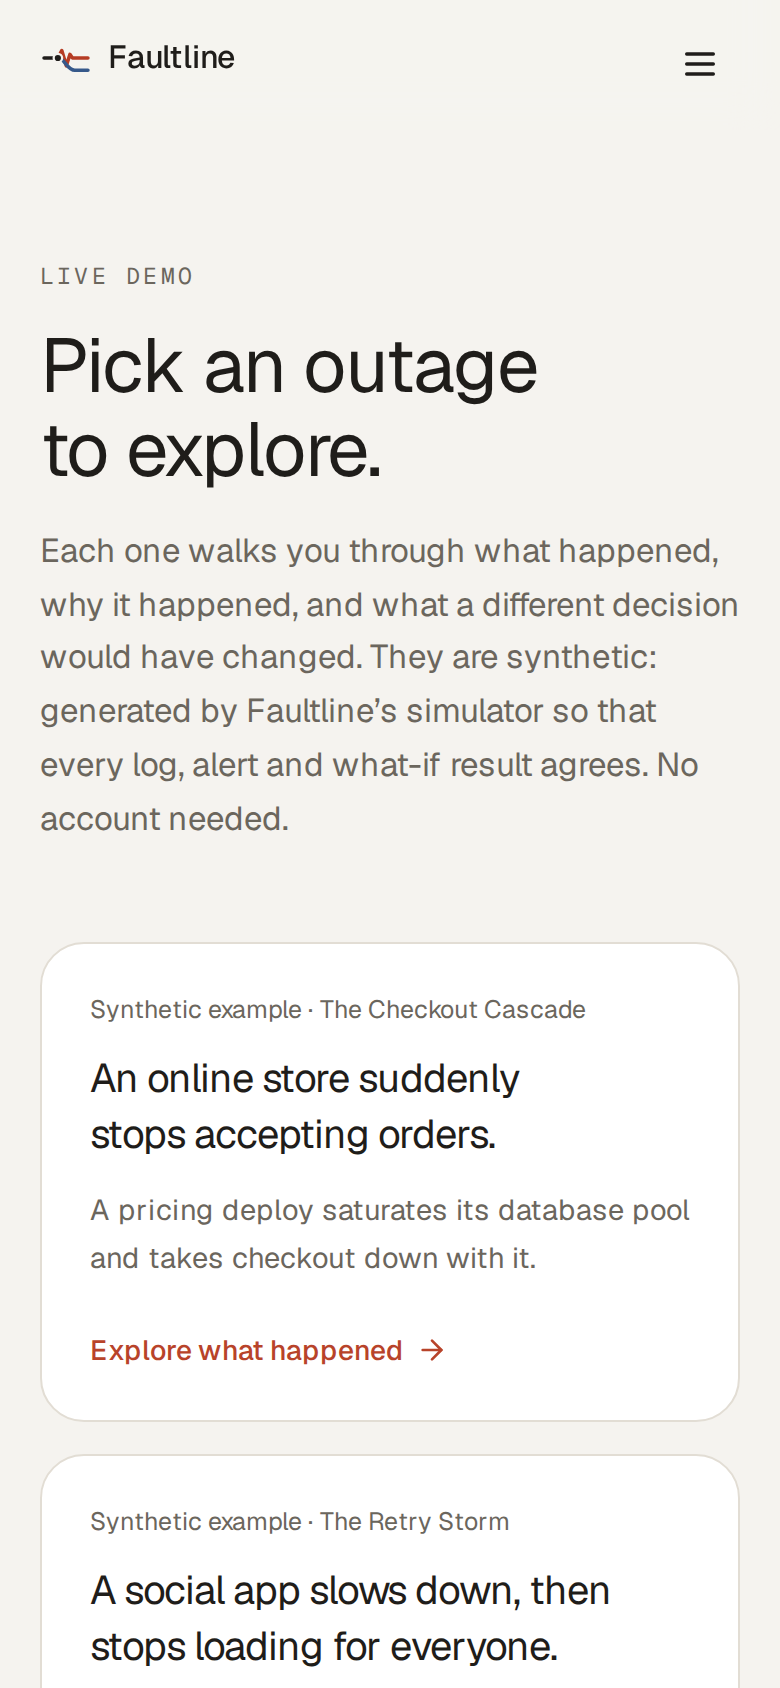 Faultline
LIVE DEMO
Pick an outage
to explore.
Each one walks you through what happened,
why it happened, and what a different decision
would have changed. They are synthetic:
generated by Faultline’s simulator so that
every log, alert and what-if result agrees. No
account needed.
Synthetic example · The Checkout Cascade
An online store suddenly
stops accepting orders.
A pricing deploy saturates its database pool
and takes checkout down with it.
Explore what happened →
Synthetic example · The Retry Storm
A social app slows down, then
stops loading for everyone.